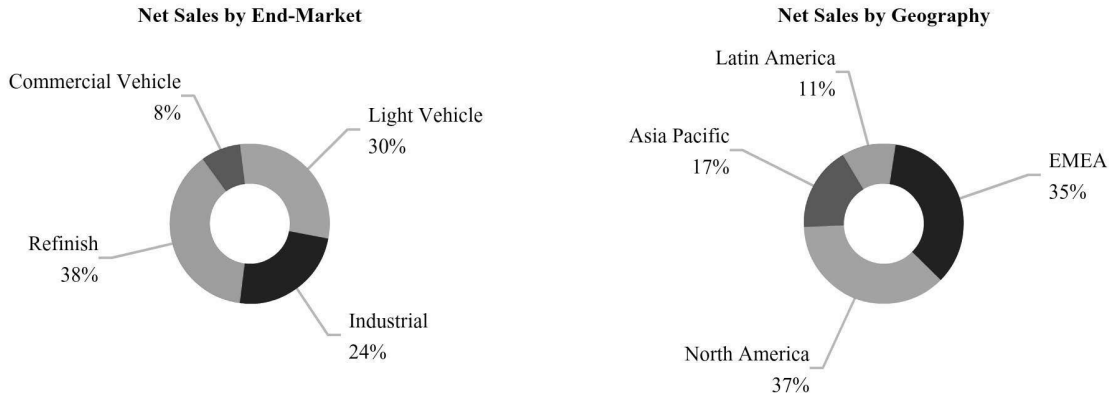 Net Sales by End-Market
Commercial Vehicle
8%
Light Vehicle
30%
Refinish
38%
Industrial
24%
Net Sales by Geography
Latin America
11%
Asia Pacific
17%
EMEA
35%
North America
37%